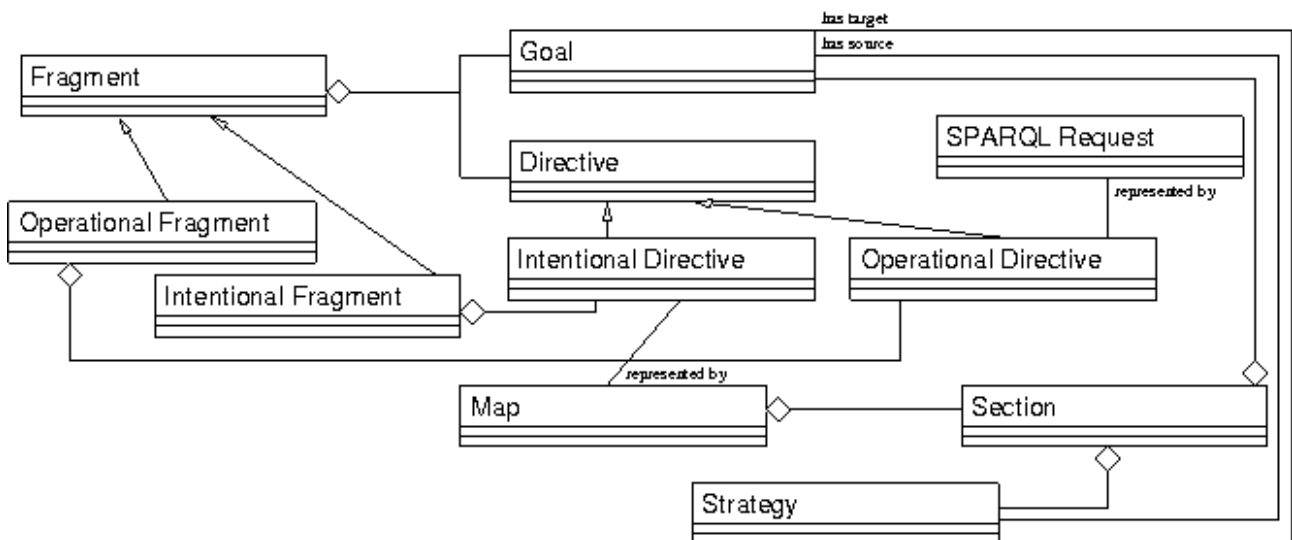 has target
Goal
has source
Fragment
SPARQL Request
Directive
represented by
Operational Fragment
Intentional Directive
Operational Directive
Intentional Fragment
represented by
Map
Section
Strategy